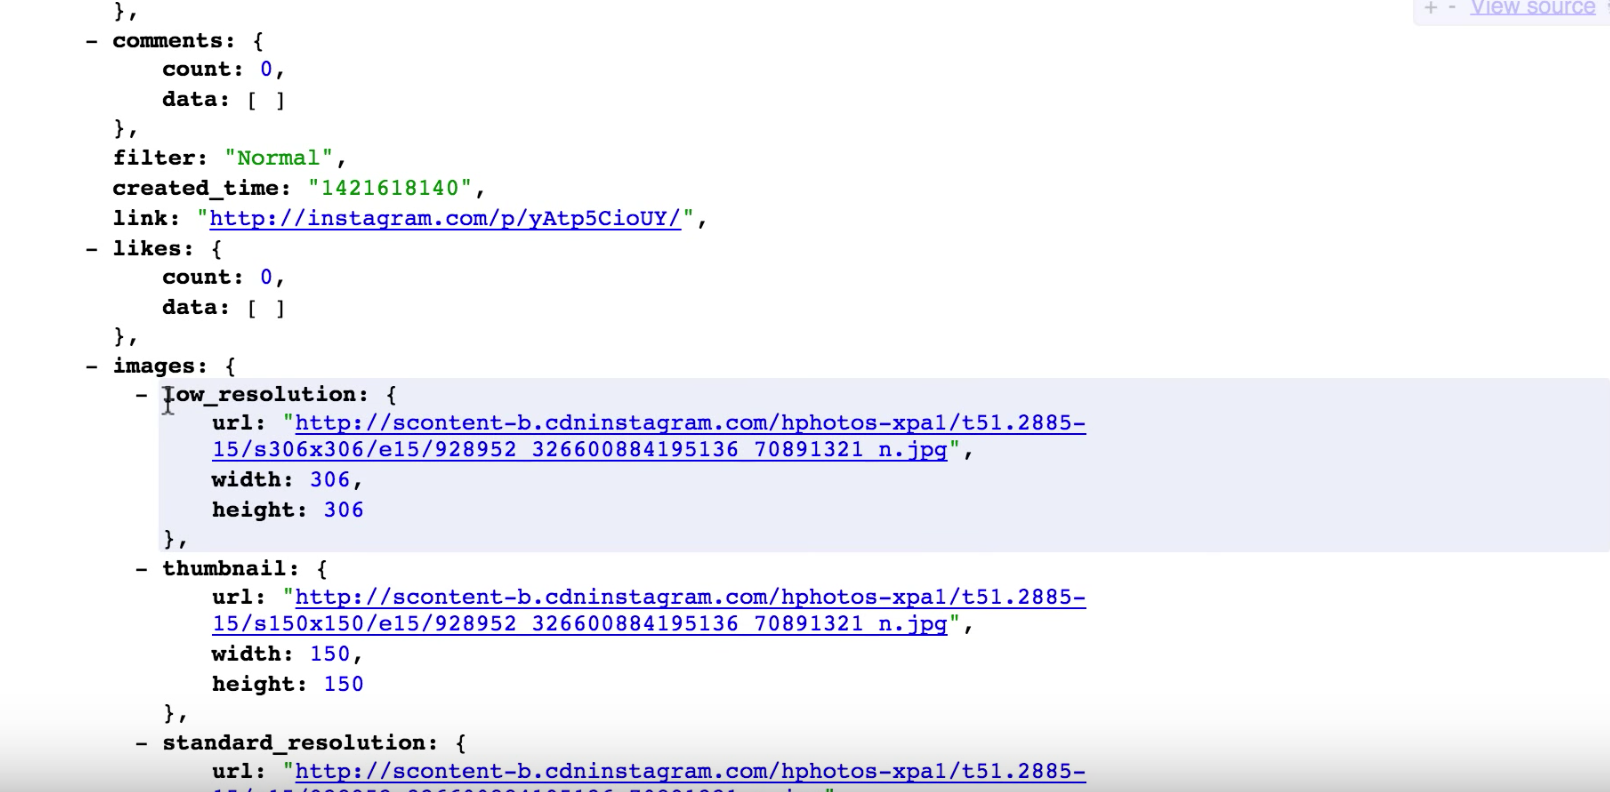 },
+ - View source
- comments: {
count: 0,
data: [ ]
},
filter: "Normal",
created_time: "1421618140",
link: "http://instagram.com/p/yAtp5CioUY/",
- likes: {
count: 0,
data: [ ]
},
- images: {
- low_resolution: {
url: "http://scontent-b.cdninstagram.com/hphotos-xpa1/t51.2885-
15/s306x306/e15/928952_326600884195136_70891321_n.jpg",
width: 306,
height: 306
},
- thumbnail: {
url: "http://scontent-b.cdninstagram.com/hphotos-xpa1/t51.2885-
15/s150x150/e15/928952_326600884195136_70891321_n.jpg",
width: 150,
height: 150
},
- standard_resolution: {
url: "http://scontent-b.cdninstagram.com/hphotos-xpa1/t51.2885-